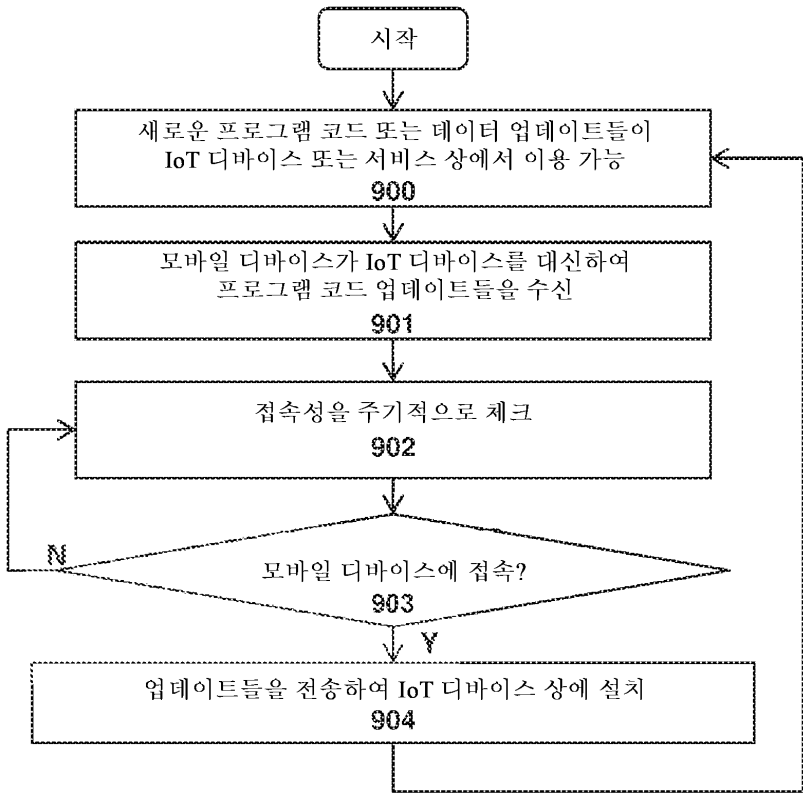 시작
새로운 프로그램 코드 또는 데이터 업데이트들이
IoT 디바이스 또는 서비스 상에서 이용 가능
900
모바일 디바이스가 IoT 디바이스를 대신하여
프로그램 코드 업데이트들을 수신
901
접속성을 주기적으로 체크
902
N
모바일 디바이스에 접속?
903
Y
업데이트들을 전송하여 IoT 디바이스 상에 설치
904